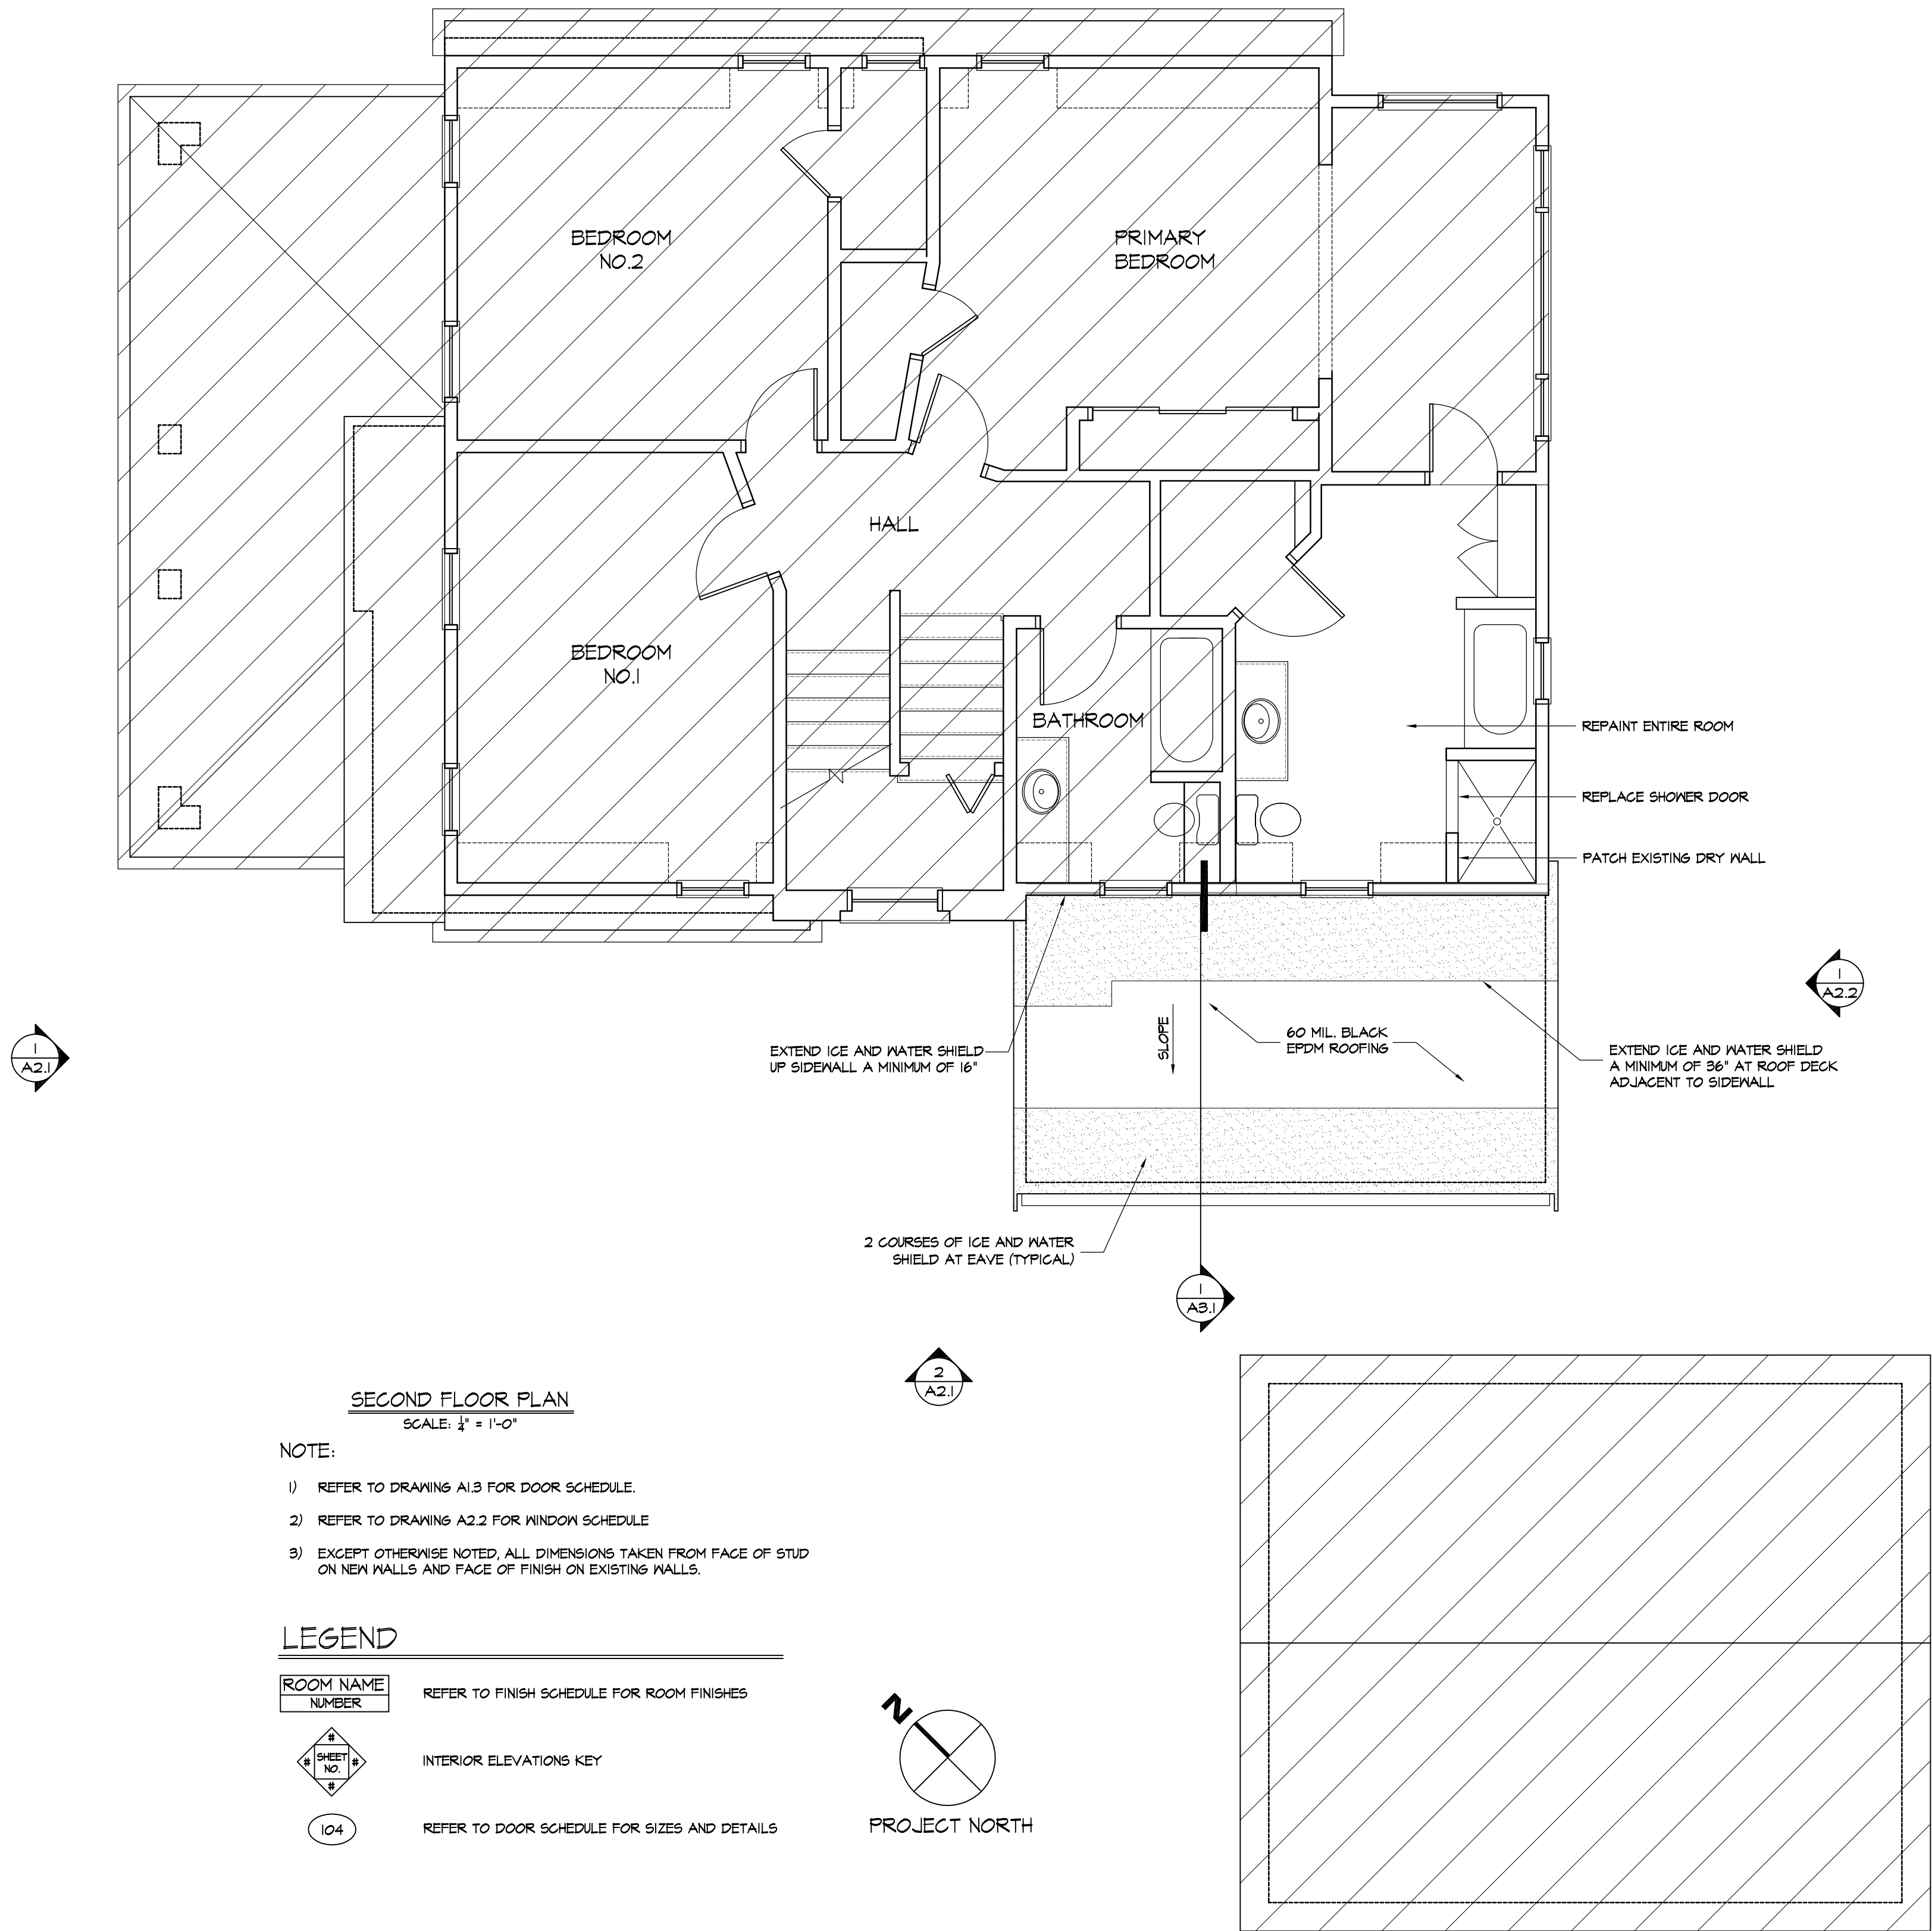 BEDROOM
NO.2
PRIMARY
BEDROOM
HALL
BEDROOM
NO.1
BATHROOM
REPAINT ENTIRE ROOM
REPLACE SHOWER DOOR
PATCH EXISTING DRY WALL
1
A2.2
1
A2.1
EXTEND ICE AND WATER SHIELD
UP SIDEWALL A MINIMUM OF 16"
SLOPE
60 MIL. BLACK
EPDM ROOFING
EXTEND ICE AND WATER SHIELD
A MINIMUM OF 36" AT ROOF DECK
ADJACENT TO SIDEWALL
2 COURSES OF ICE AND WATER
SHIELD AT EAVE (TYPICAL)
1
A3.1
2
A2.1
SECOND FLOOR PLAN
SCALE: 1/4" = 1'-0"
NOTE:
1) REFER TO DRAWING A1.3 FOR DOOR SCHEDULE.
2) REFER TO DRAWING A2.2 FOR WINDOW SCHEDULE
3) EXCEPT OTHERWISE NOTED, ALL DIMENSIONS TAKEN FROM FACE OF STUD
ON NEW WALLS AND FACE OF FINISH ON EXISTING WALLS.
LEGEND
ROOM NAME
NUMBER
REFER TO FINISH SCHEDULE FOR ROOM FINISHES
#
# SHEET #
NO.
#
INTERIOR ELEVATIONS KEY
104
REFER TO DOOR SCHEDULE FOR SIZES AND DETAILS
N
PROJECT NORTH